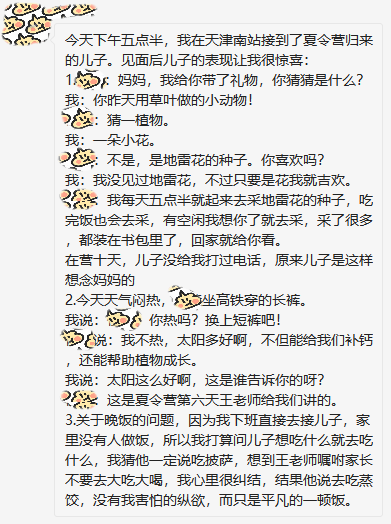 今天下午五点半，我在天津南站接到了夏令营归来
的儿子。见面后儿子的表现让我很惊喜：
1.：妈妈，我给你带了礼物，你猜猜是什么？
我：你昨天用草叶做的小动物！
：猜一植物。
我：一朵小花。
：不是，是地雷花的种子。你喜欢吗？
我：我没见过地雷花，不过只要是花我就吉欢。
：我每天五点半就起来去采地雷花的种子，吃
完饭也会去采，有空闲我想你了就去采，采了很多
，都装在书包里了，回家就给你看。
在营十天，儿子没给我打过电话，原来儿子是这样
想念妈妈的
2.今天天气闷热，坐高铁穿的长裤。
我说：，你热吗？换上短裤吧！
说：我不热，太阳多好啊，不但能给我们补钙
，还能帮助植物成长。
我说：太阳这么好啊，这是谁告诉你的呀？
：这是夏令营第六天王老师给我们讲的。
3.关于晚饭的问题，因为我下班直接去接儿子，家
里没有人做饭，所以我打算问儿子想吃什么就去吃
什么，我猜他一定说吃披萨，想到王老师嘱咐家长
不要去大吃大喝，我心里很纠结，结果他说去吃蒸
饺，没有我害怕的纵欲，而只是平凡的一顿饭。